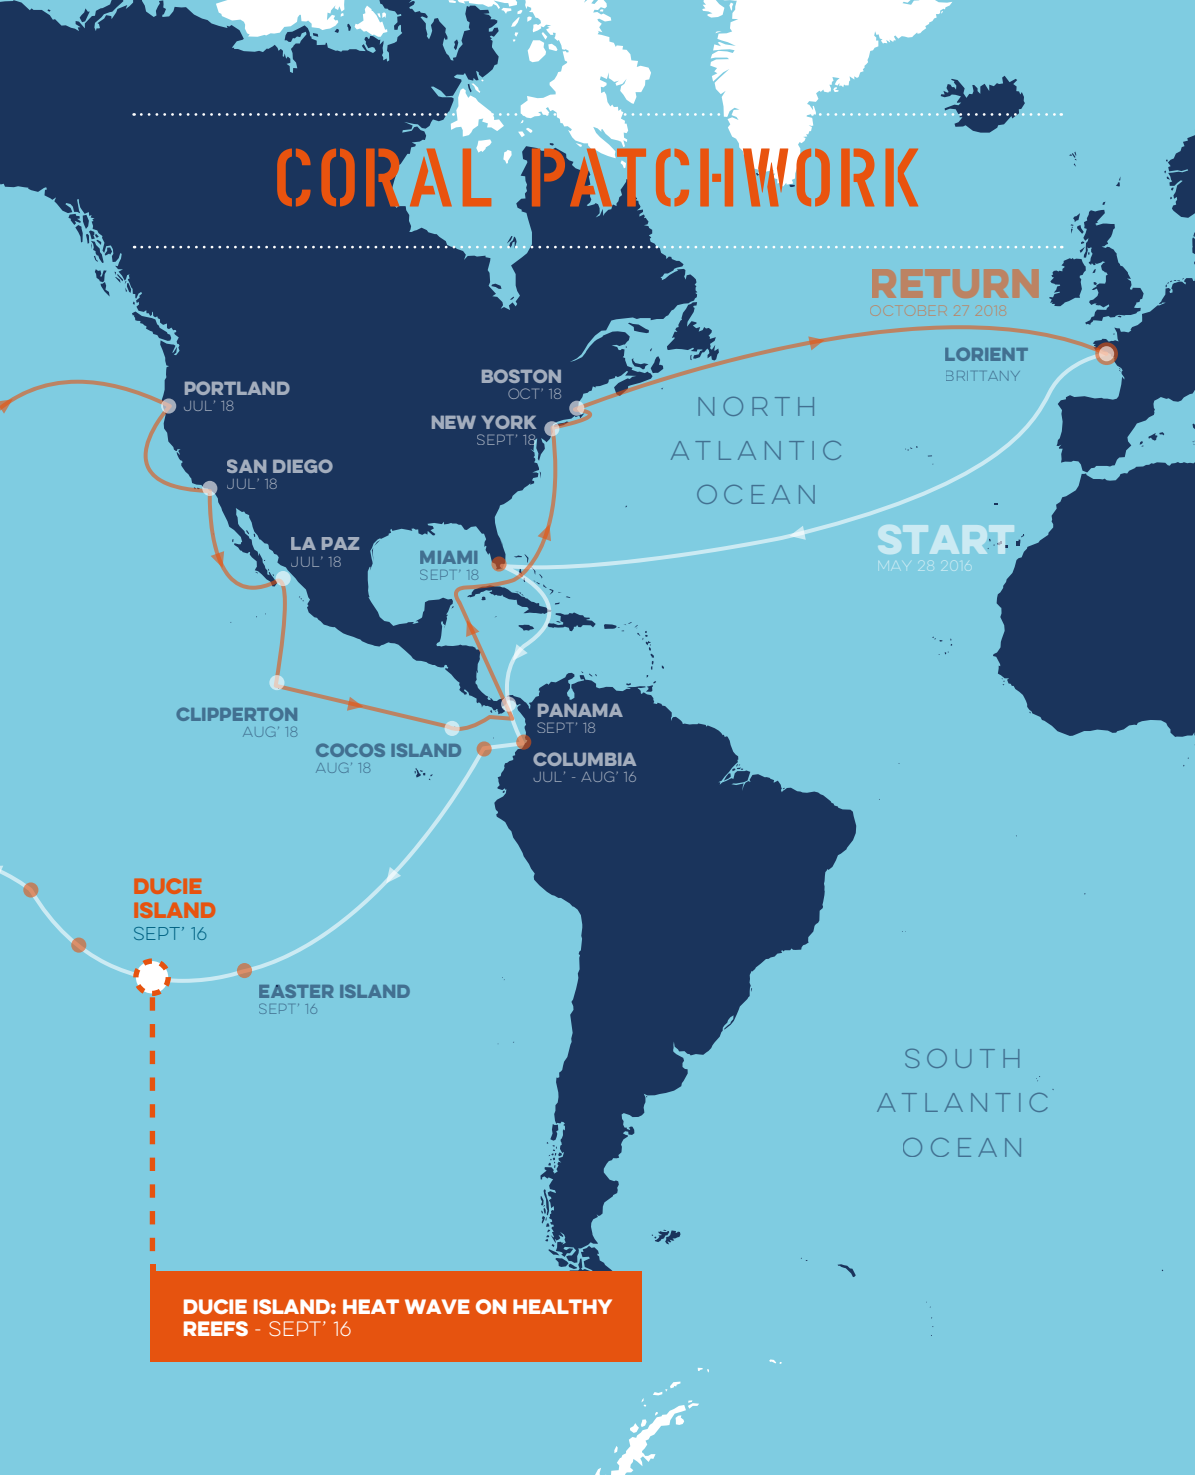 CORAL PATCHWORK
RETURN
OCTOBER 27 2018
LORIENT
BRITTANY
PORTLAND
JUL' 18
BOSTON
OCT' 18
NEW YORK
SEPT' 18
NORTH
ATLANTIC
OCEAN
SAN DIEGO
JUL' 18
START
MAY 28 2016
LA PAZ
JUL' 18
MIAMI
SEPT' 18
CLIPPERTON
AUG' 18
PANAMA
SEPT' 18
COCOS ISLAND
AUG' 18
COLUMBIA
JUL' - AUG' 16
DUCIE
ISLAND
SEPT' 16
EASTER ISLAND
SEPT' 16
SOUTH
ATLANTIC
OCEAN
DUCIE ISLAND: HEAT WAVE ON HEALTHY
REEFS - SEPT' 16